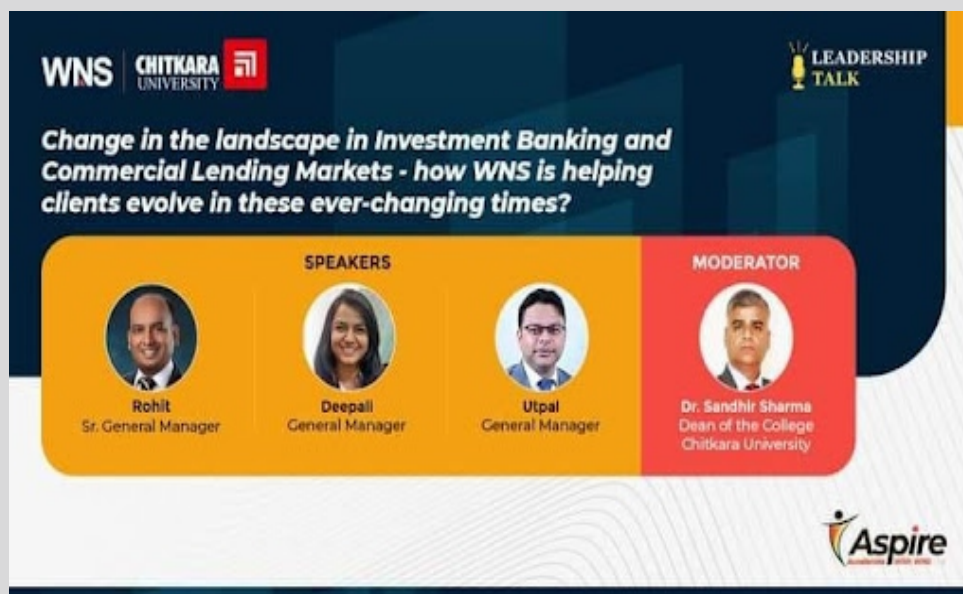 WNS
CHITKARA
UNIVERSITY
LEADERSHIP
TALK
Change in the landscape in Investment Banking and
Commercial Lending Markets - how WNS is helping
clients evolve in these ever-changing times?
SPEAKERS
Rohit
Sr. General Manager
Deepali
General Manager
Utpal
General Manager
MODERATOR
Dr. Sandhir Sharma
Dean of the College
Chitkara University
Aspire